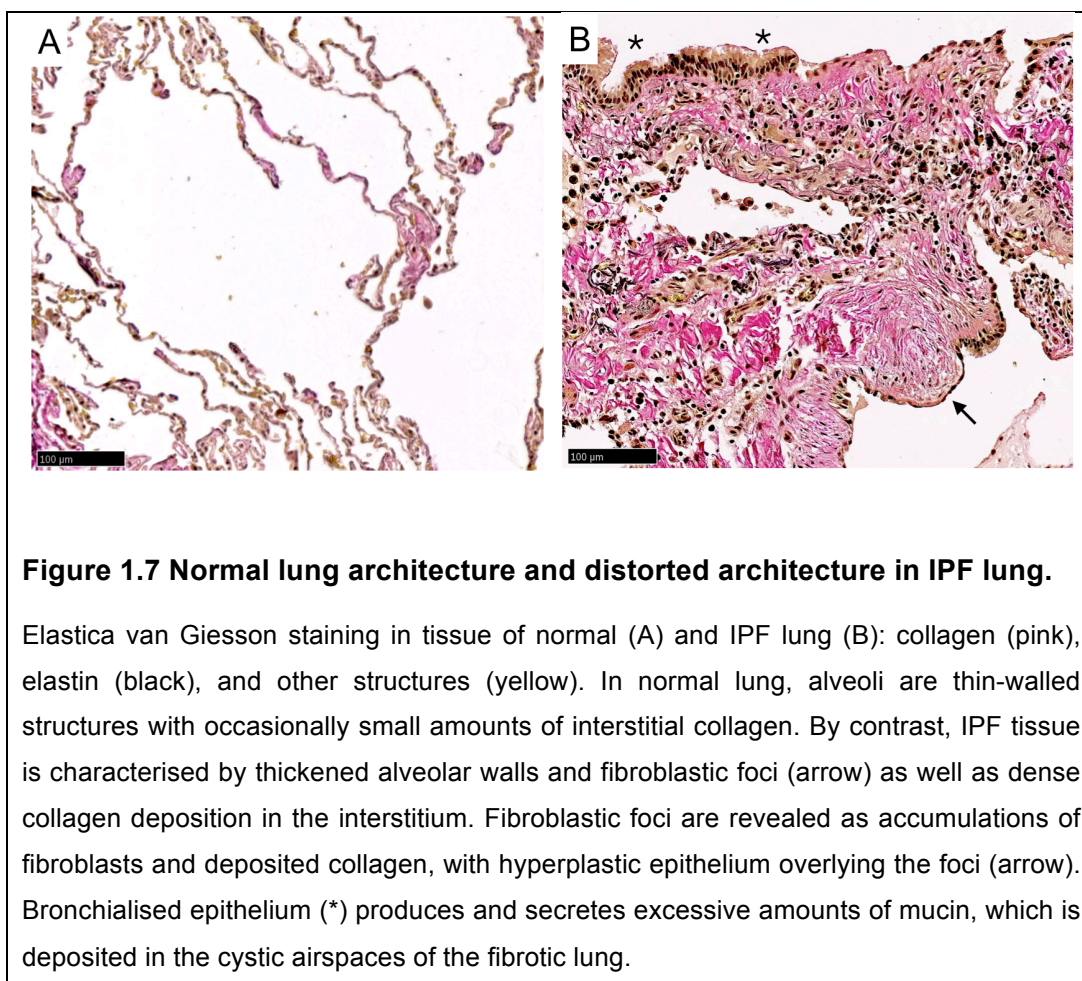 A
B
*
*
100 µm
100 µm
Figure 1.7 Normal lung architecture and distorted architecture in IPF lung.
Elastica van Giesson staining in tissue of normal (A) and IPF lung (B): collagen (pink),
elastin (black), and other structures (yellow). In normal lung, alveoli are thin-walled
structures with occasionally small amounts of interstitial collagen. By contrast, IPF tissue
is characterised by thickened alveolar walls and fibroblastic foci (arrow) as well as dense
collagen deposition in the interstitium. Fibroblastic foci are revealed as accumulations of
fibroblasts and deposited collagen, with hyperplastic epithelium overlying the foci (arrow).
Bronchialised epithelium (*) produces and secretes excessive amounts of mucin, which is
deposited in the cystic airspaces of the fibrotic lung.